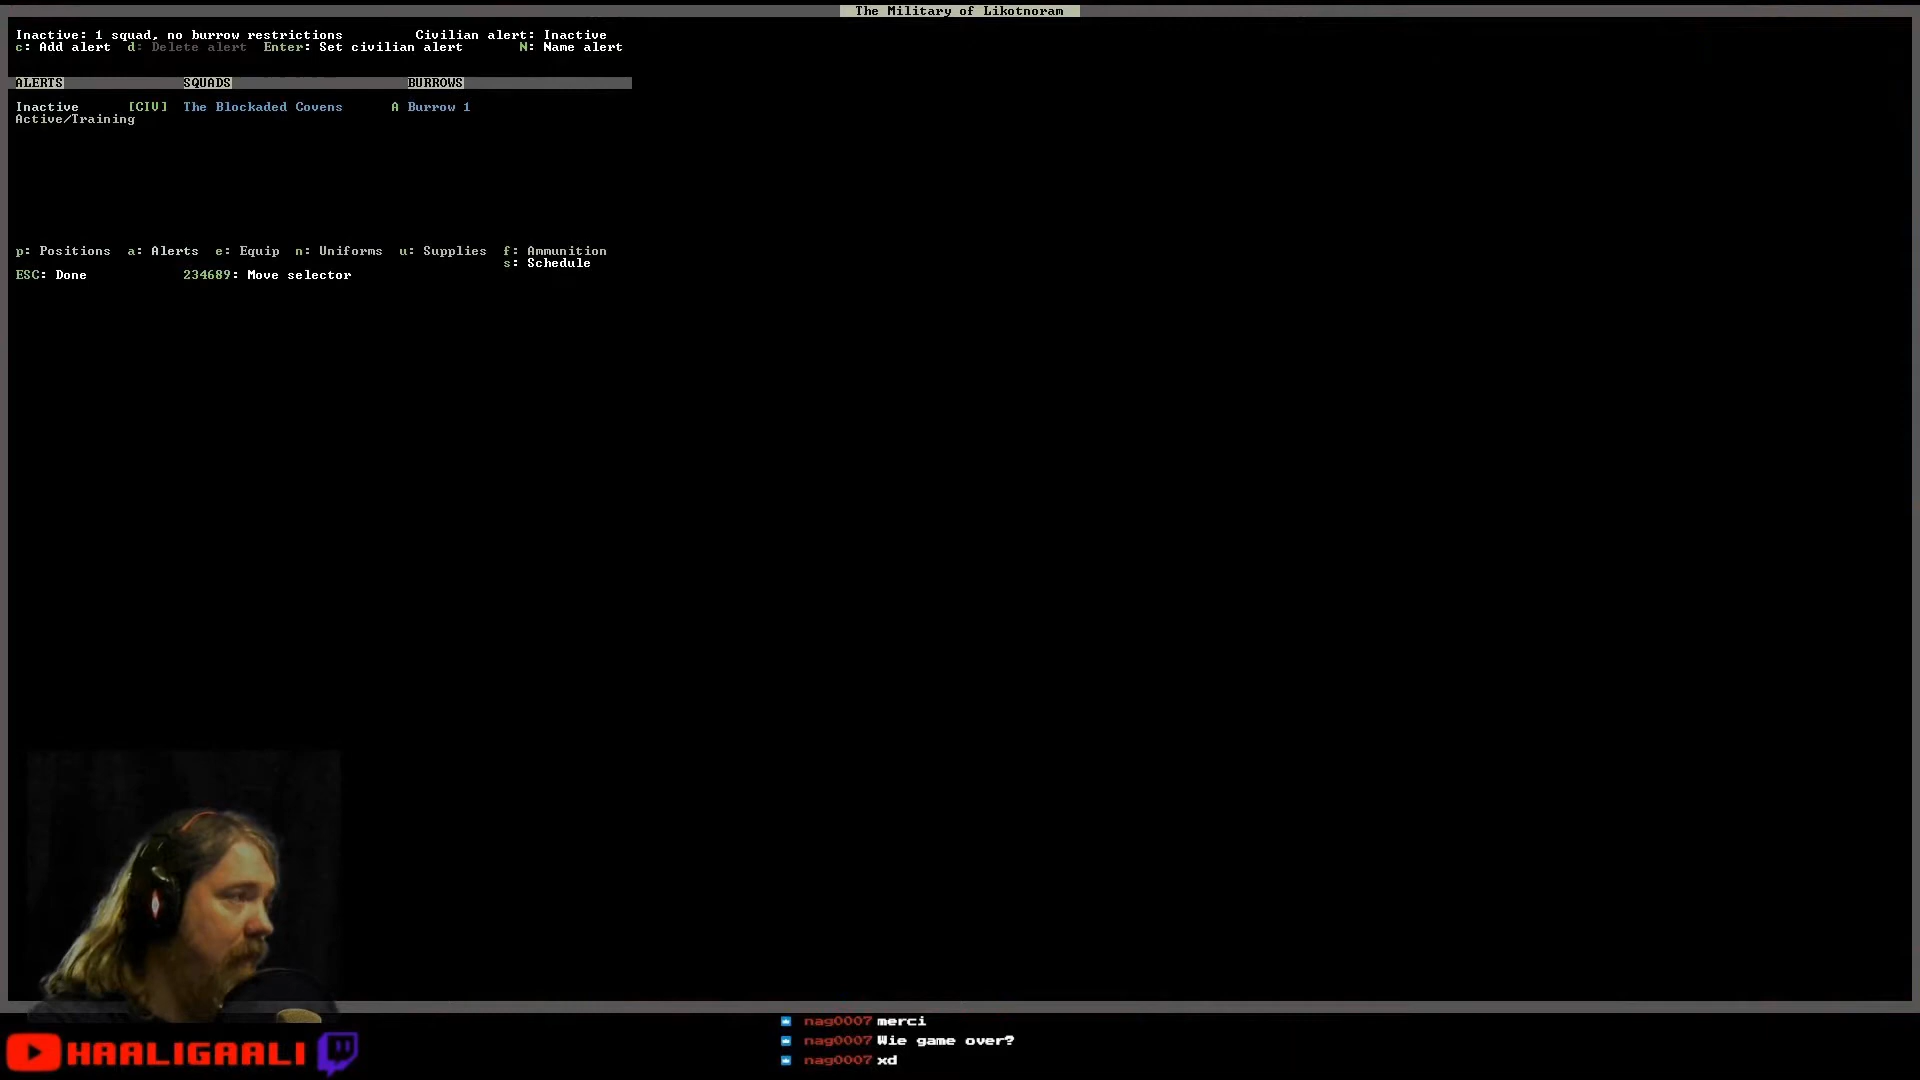 The Military of Likotnoram
Inactive: 1 squad, no burrow restrictions Civilian alert: Inactive
c: Add alert d: Delete alert Enter: Set civilian alert N: Name alert
ALERTS SQUADS BURROWS
Inactive [CIV] The Blockaded Covens A Burrow 1
Active/Training
p: Positions a: Alerts e: Equip n: Uniforms u: Supplies f: Ammunition
s: Schedule
ESC: Done 234689: Move selector
HAALIGAALI
nag0007 merci
nag0007 Wie game over?
nag0007 xd